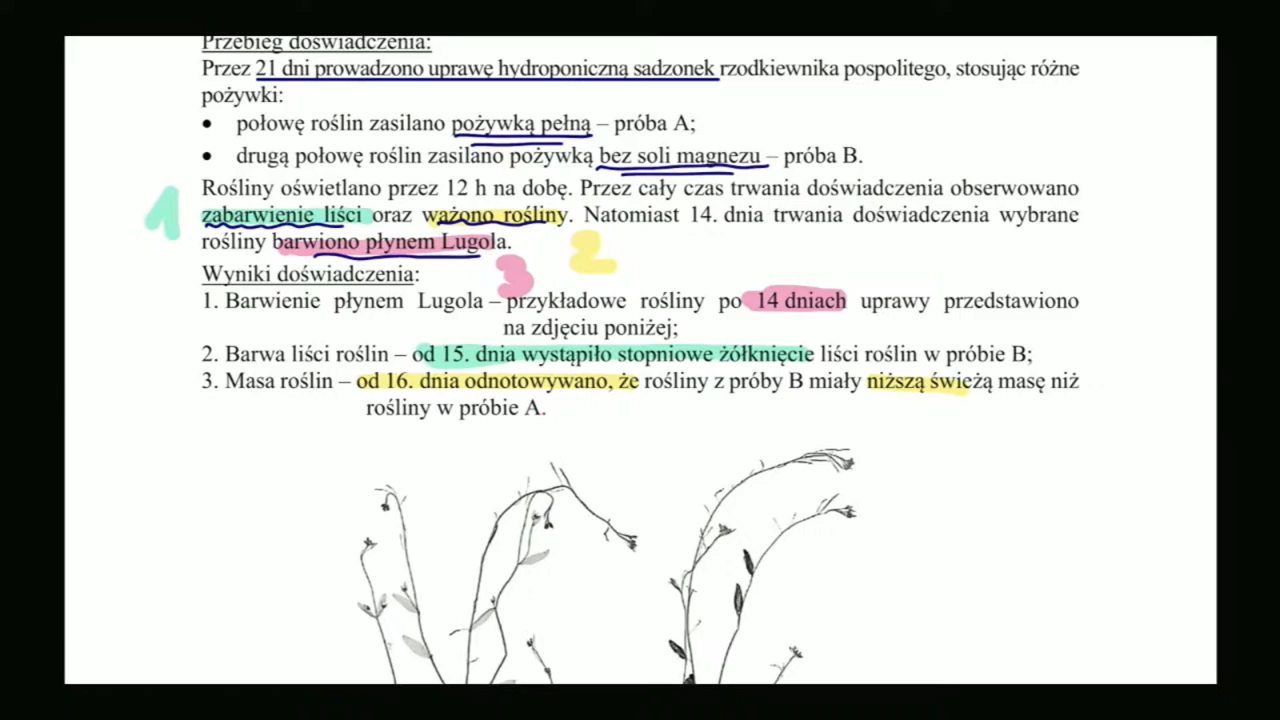 Przebieg doświadczenia:
Przez 21 dni prowadzono uprawę hydroponiczną sadzonek rzodkiewnika pospolitego, stosując różne
pożywki:
• połowę roślin zasilano pożywką pełną – próba A;
• drugą połowę roślin zasilano pożywką bez soli magnezu – próba B.
Rośliny oświetlano przez 12 h na dobę. Przez cały czas trwania doświadczenia obserwowano
1 zabarwienie liści oraz ważono rośliny. Natomiast 14. dnia trwania doświadczenia wybrane
rośliny barwiono płynem Lugola. 2
Wyniki doświadczenia: 3
1. Barwienie płynem Lugola – przykładowe rośliny po 14 dniach uprawy przedstawiono
na zdjęciu poniżej;
2. Barwa liści roślin – od 15. dnia wystąpiło stopniowe żółknięcie liści roślin w próbie B;
3. Masa roślin – od 16. dnia odnotowywano, że rośliny z próby B miały niższą świeżą masę niż
rośliny w próbie A.